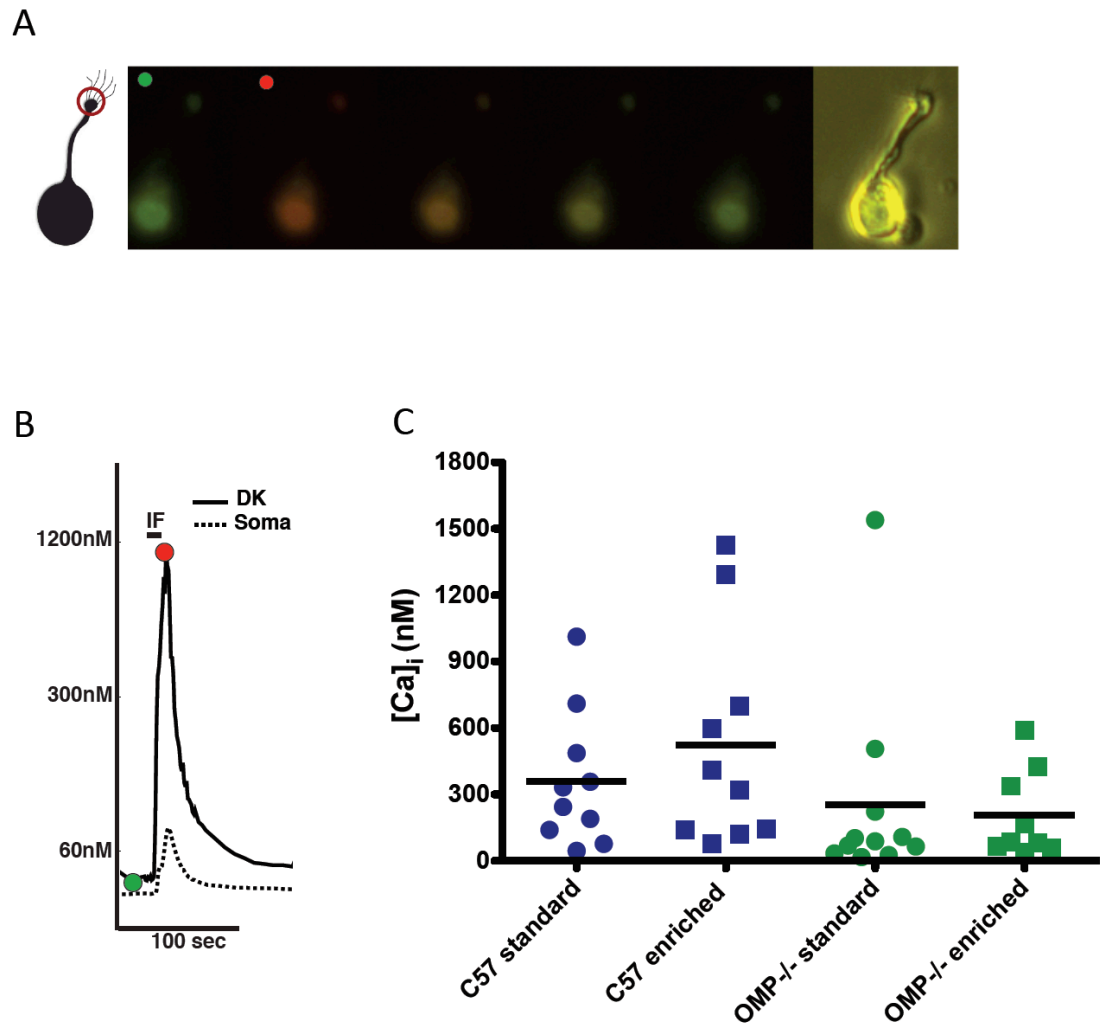 A
B
IF
DK
Soma
1200nM
300nM
60nM
100 sec
C
[Ca]i (nM)
1800
1500
1200
900
600
300
0
C57 standard
C57 enriched
OMP-/- standard
OMP-/- enriched